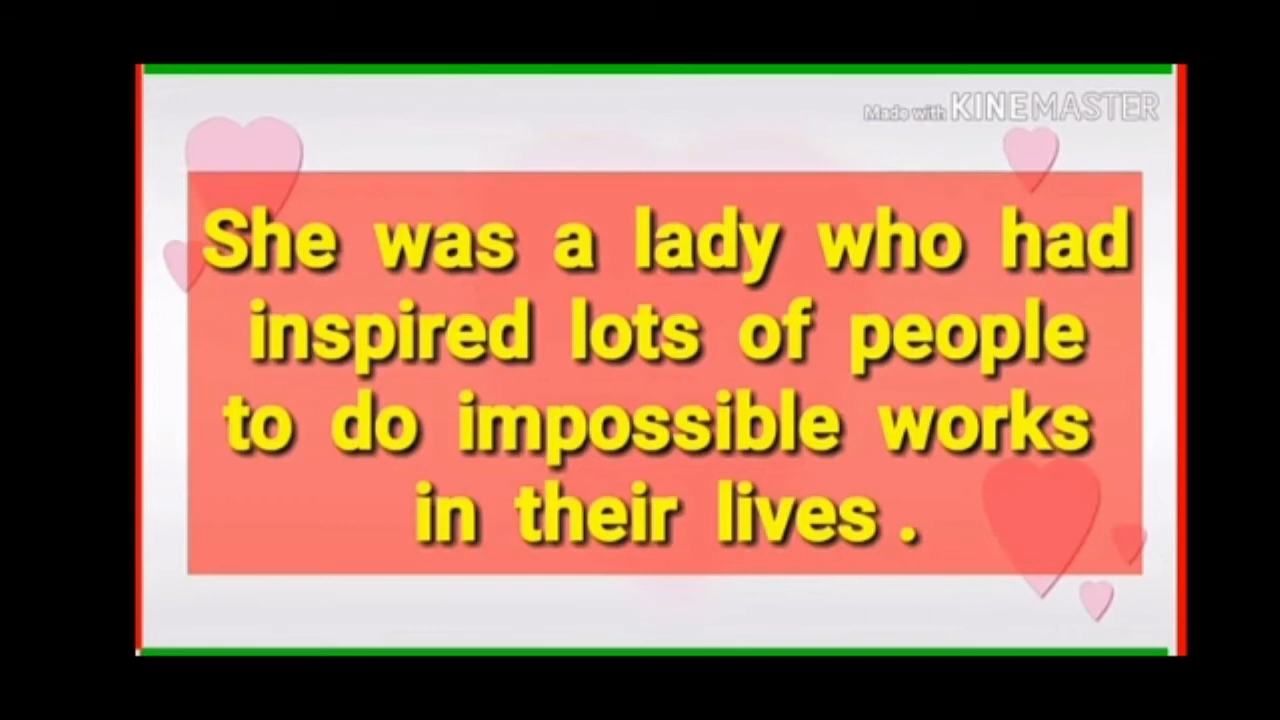 Made with KINEMASTER
She was a lady who had
inspired lots of people
to do impossible works
in their lives .